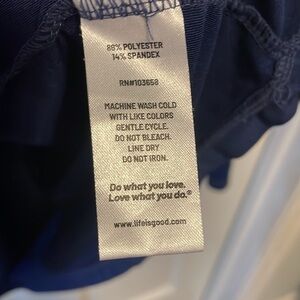 86% POLYESTER
14% SPANDEX
RN#103658
MACHINE WASH COLD
WITH LIKE COLORS
GENTLE CYCLE.
DO NOT BLEACH.
LINE DRY
DO NOT IRON.
Do what you love.
Love what you do.®
www.lifeisgood.com